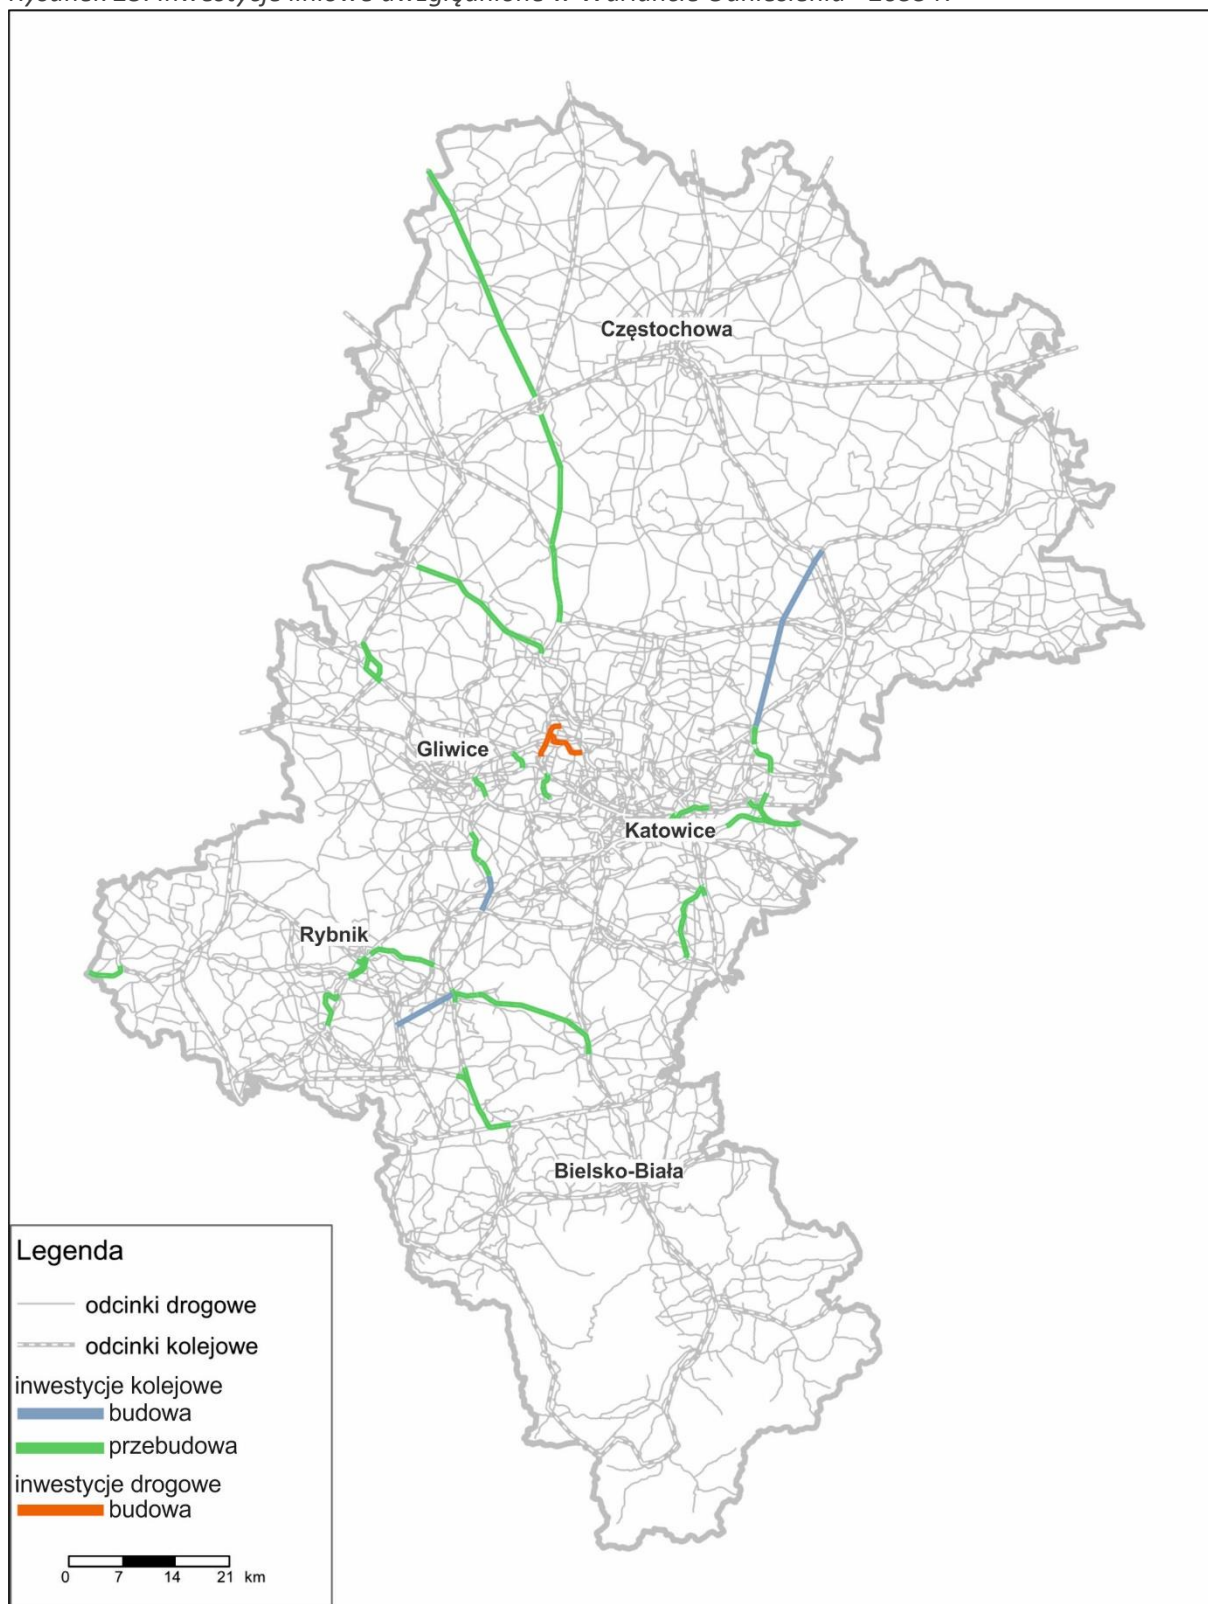 Częstochowa
Gliwice
Katowice
Rybnik
Bielsko-Biała
Legenda
odcinki drogowe
odcinki kolejowe
inwestycje kolejowe
budowa
przebudowa
inwestycje drogowe
budowa
0 7 14 21 km